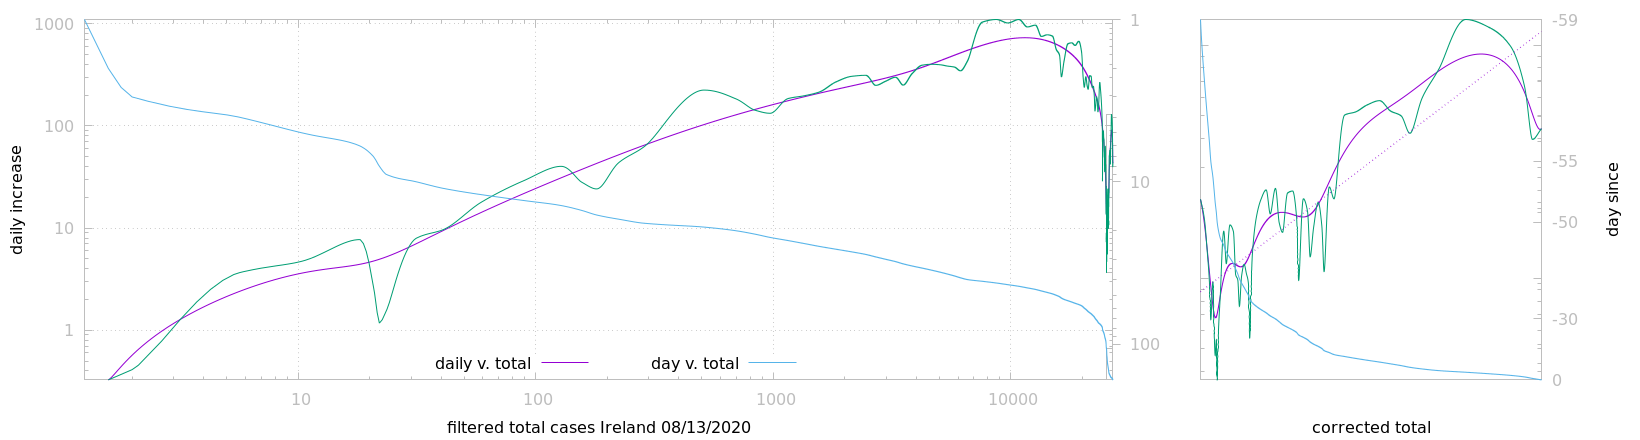 1000
100
10
1
daily increase
10
100
1000
10000
filtered total cases Ireland 08/13/2020
daily v. total
day v. total
1
10
100
corrected total
-59
-55
-50
-30
0
day since